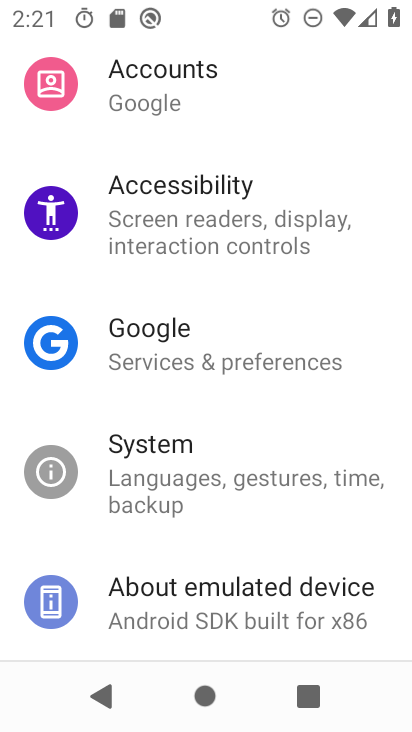 2:21
Accounts
Google
Accessibility
Screen readers, display,
interaction controls
Google
Services & preferences
System
Languages, gestures, time,
backup
About emulated device
Android SDK built for x86